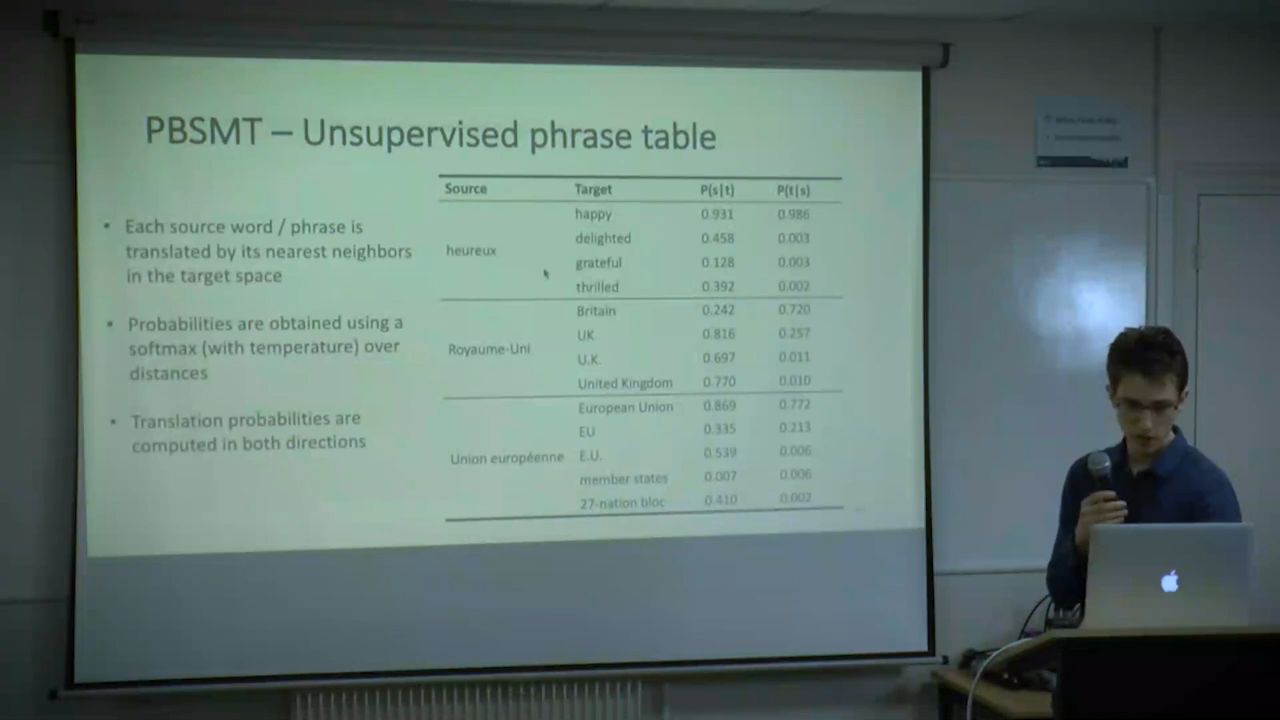 PBSMT – Unsupervised phrase table
• Each source word / phrase is
translated by its nearest neighbors
in the target space
• Probabilities are obtained using a
softmax (with temperature) over
distances
• Translation probabilities are
computed in both directions
Source Target P(s|t) P(t|s)
heureux
happy 0.931 0.986
delighted 0.458 0.003
grateful 0.128 0.003
thrilled 0.392 0.002
Royaume-Uni
Britain 0.242 0.720
UK 0.816 0.257
U.K. 0.697 0.011
United Kingdom 0.770 0.010
Union européenne
European Union 0.869 0.772
EU 0.335 0.213
E.U. 0.539 0.006
member states 0.007 0.006
27-nation bloc 0.410 0.002